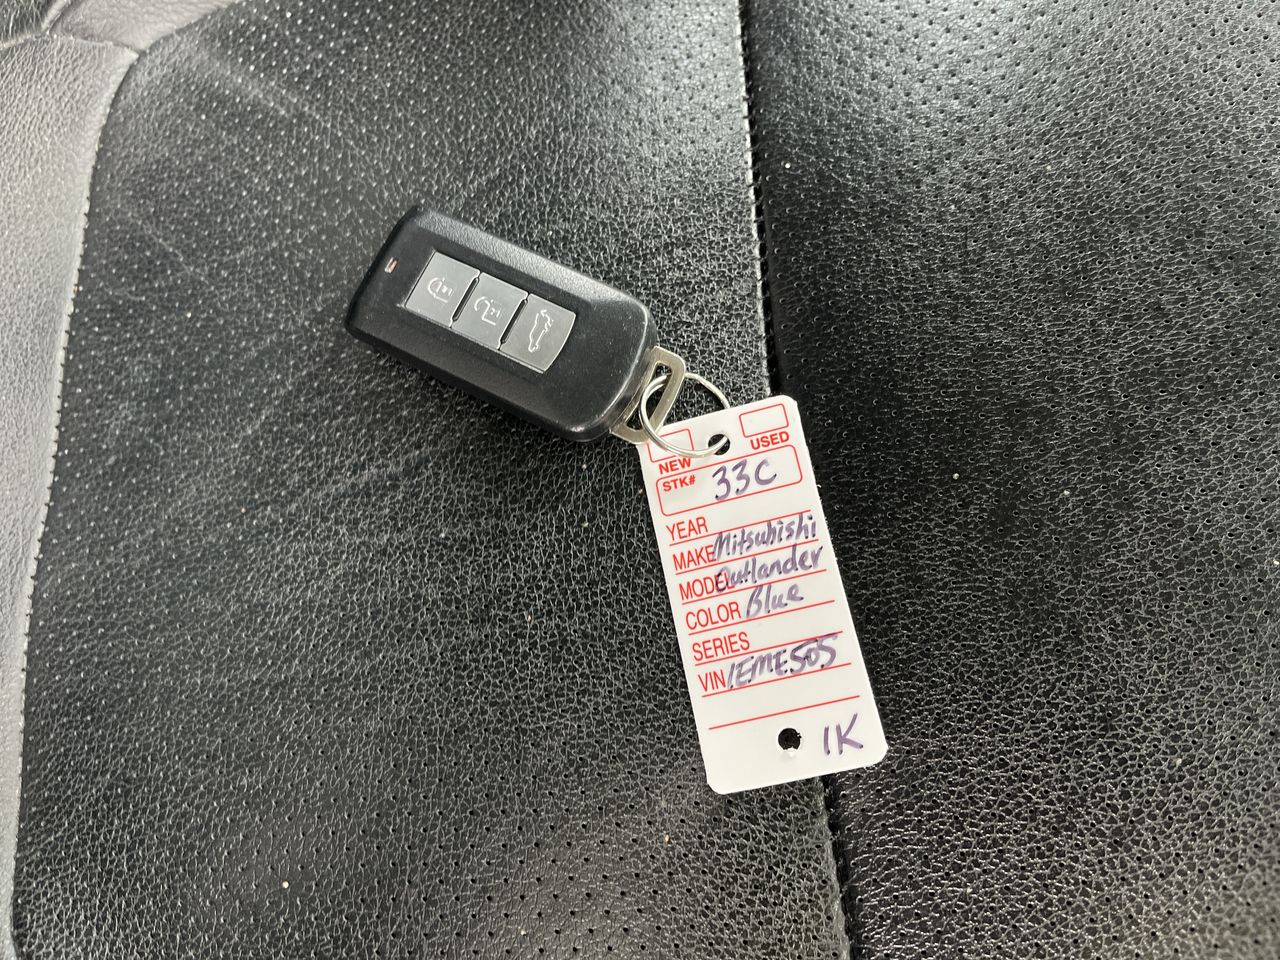 NEW USED
STK# 33C
YEAR
MAKE Mitsubishi
MODEL Outlander
COLOR Blue
SERIES
VIN 1EME505
1K